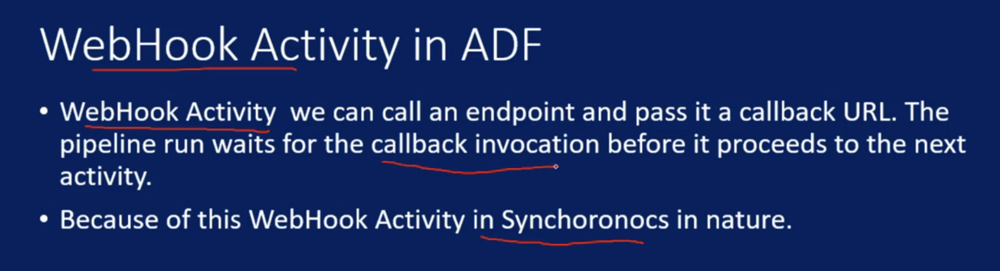 WebHook Activity in ADF
• WebHook Activity  we can call an endpoint and pass it a callback URL. The
pipeline run waits for the callback invocation before it proceeds to the next
activity.
• Because of this WebHook Activity in Synchoronocs in nature.